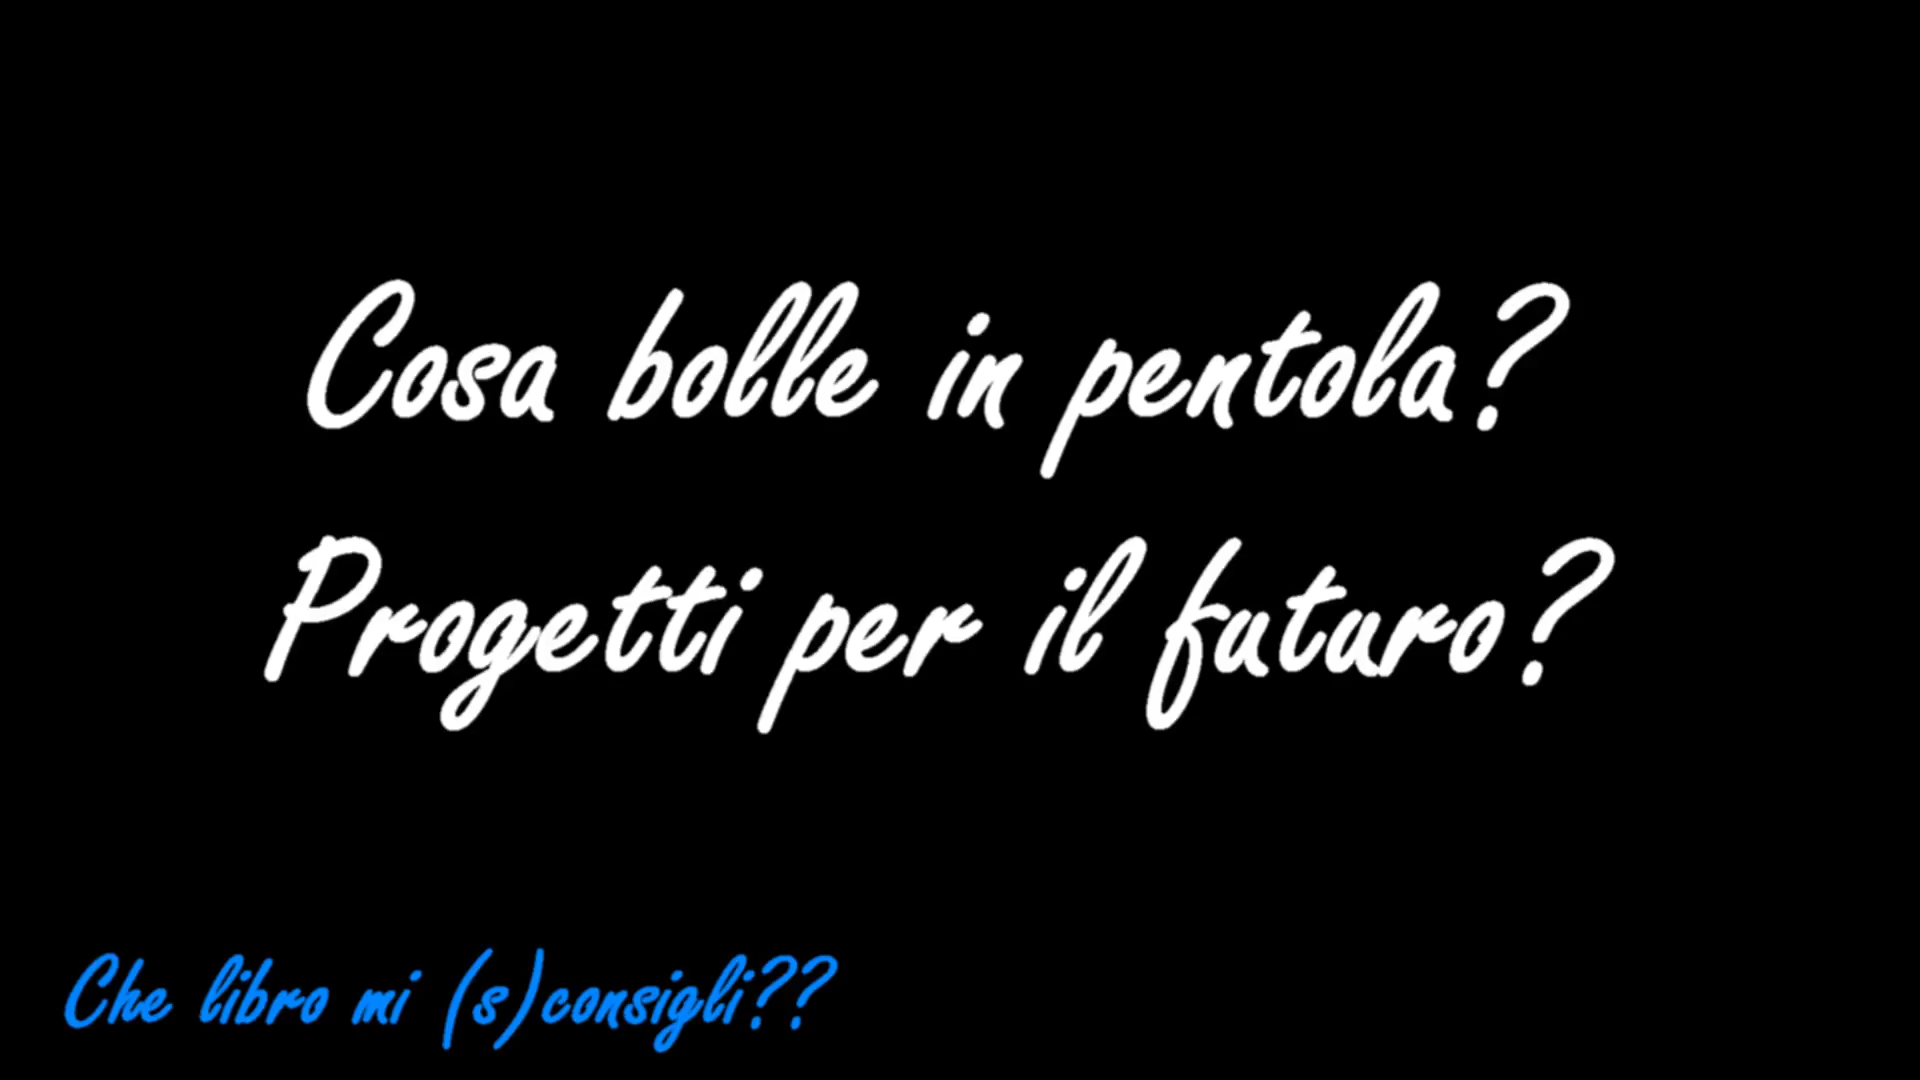 Cosa bolle in pentola?
Progetti per il futuro?
Che libro mi (s)consigli??